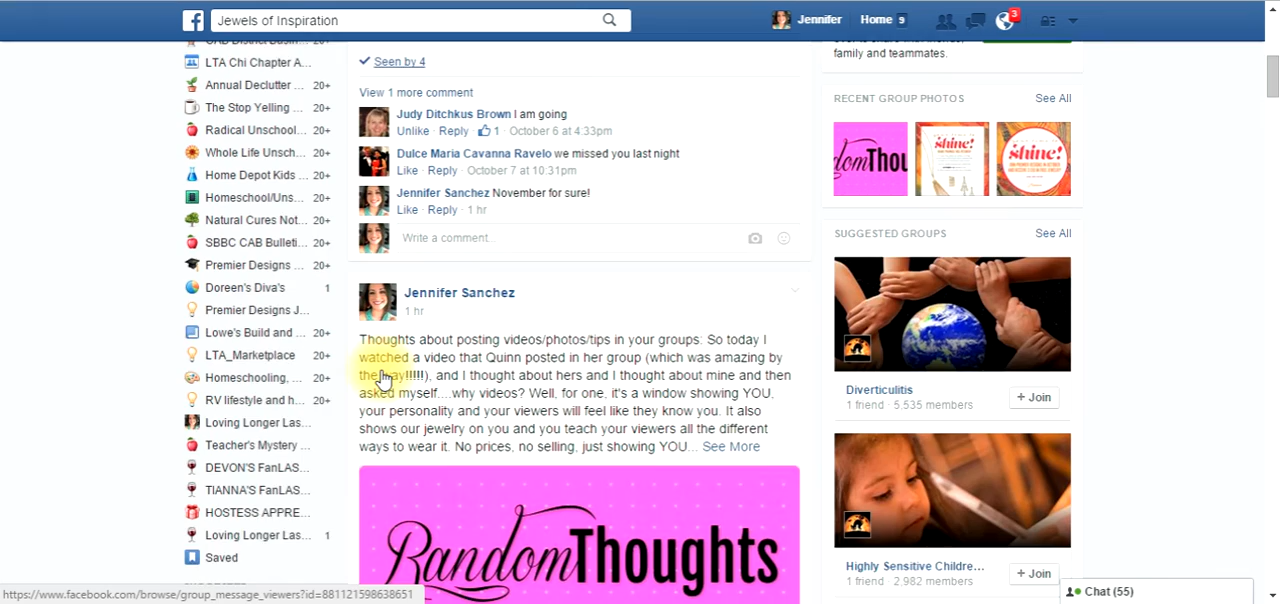 Jewels of Inspiration
Jennifer
Home 9
3
LTA Chi Chapter A...
Annual Declutter ... 20+
The Stop Yelling ... 20+
Radical Unschool... 20+
Whole Life Unsch... 20+
Home Depot Kids ... 20+
Homeschool/Uns... 20+
Natural Cures Not... 20+
SBBC CAB Bulleti... 20+
Premier Designs ... 20+
Doreen's Diva's 1
Premier Designs J... 20+
Lowe's Build and ... 20+
LTA_Marketplace 20+
Homeschooling, ... 20+
RV lifestyle and h... 20+
Loving Longer Las...
Teacher's Mystery ... 20+
DEVON'S FanLAS...
TIANNA'S FanLAS...
HOSTESS APPRE...
Loving Longer Las... 1
Saved
Seen by 4
View 1 more comment
Judy Ditchkus Brown I am going
Unlike · Reply · 1 · October 6 at 4:33pm
Dulce Maria Cavanna Ravelo we missed you last night
Like · Reply · October 7 at 10:31pm
Jennifer Sanchez November for sure!
Like · Reply · 1 hr
Write a comment...
Jennifer Sanchez
1 hr
Thoughts about posting videos/photos/tips in your groups: So today I
watched a video that Quinn posted in her group (which was amazing by
the way!!!!!), and I thought about hers and I thought about mine and then
asked myself....why videos? Well, for one, it's a window showing YOU,
your personality and your viewers will feel like they know you. It also
shows our jewelry on you and you teach your viewers all the different
ways to wear it. No prices, no selling, just showing YOU... See More
RandomThoughts
family and teammates.
RECENT GROUP PHOTOS See All
domThou
shine!
shine!
SUGGESTED GROUPS See All
Diverticulitis
1 friend · 5,535 members
+ Join
Highly Sensitive Childre...
1 friend · 2,982 members
+ Join
Chat (55)
https://www.facebook.com/browse/group_message_viewers?id=881121598638651